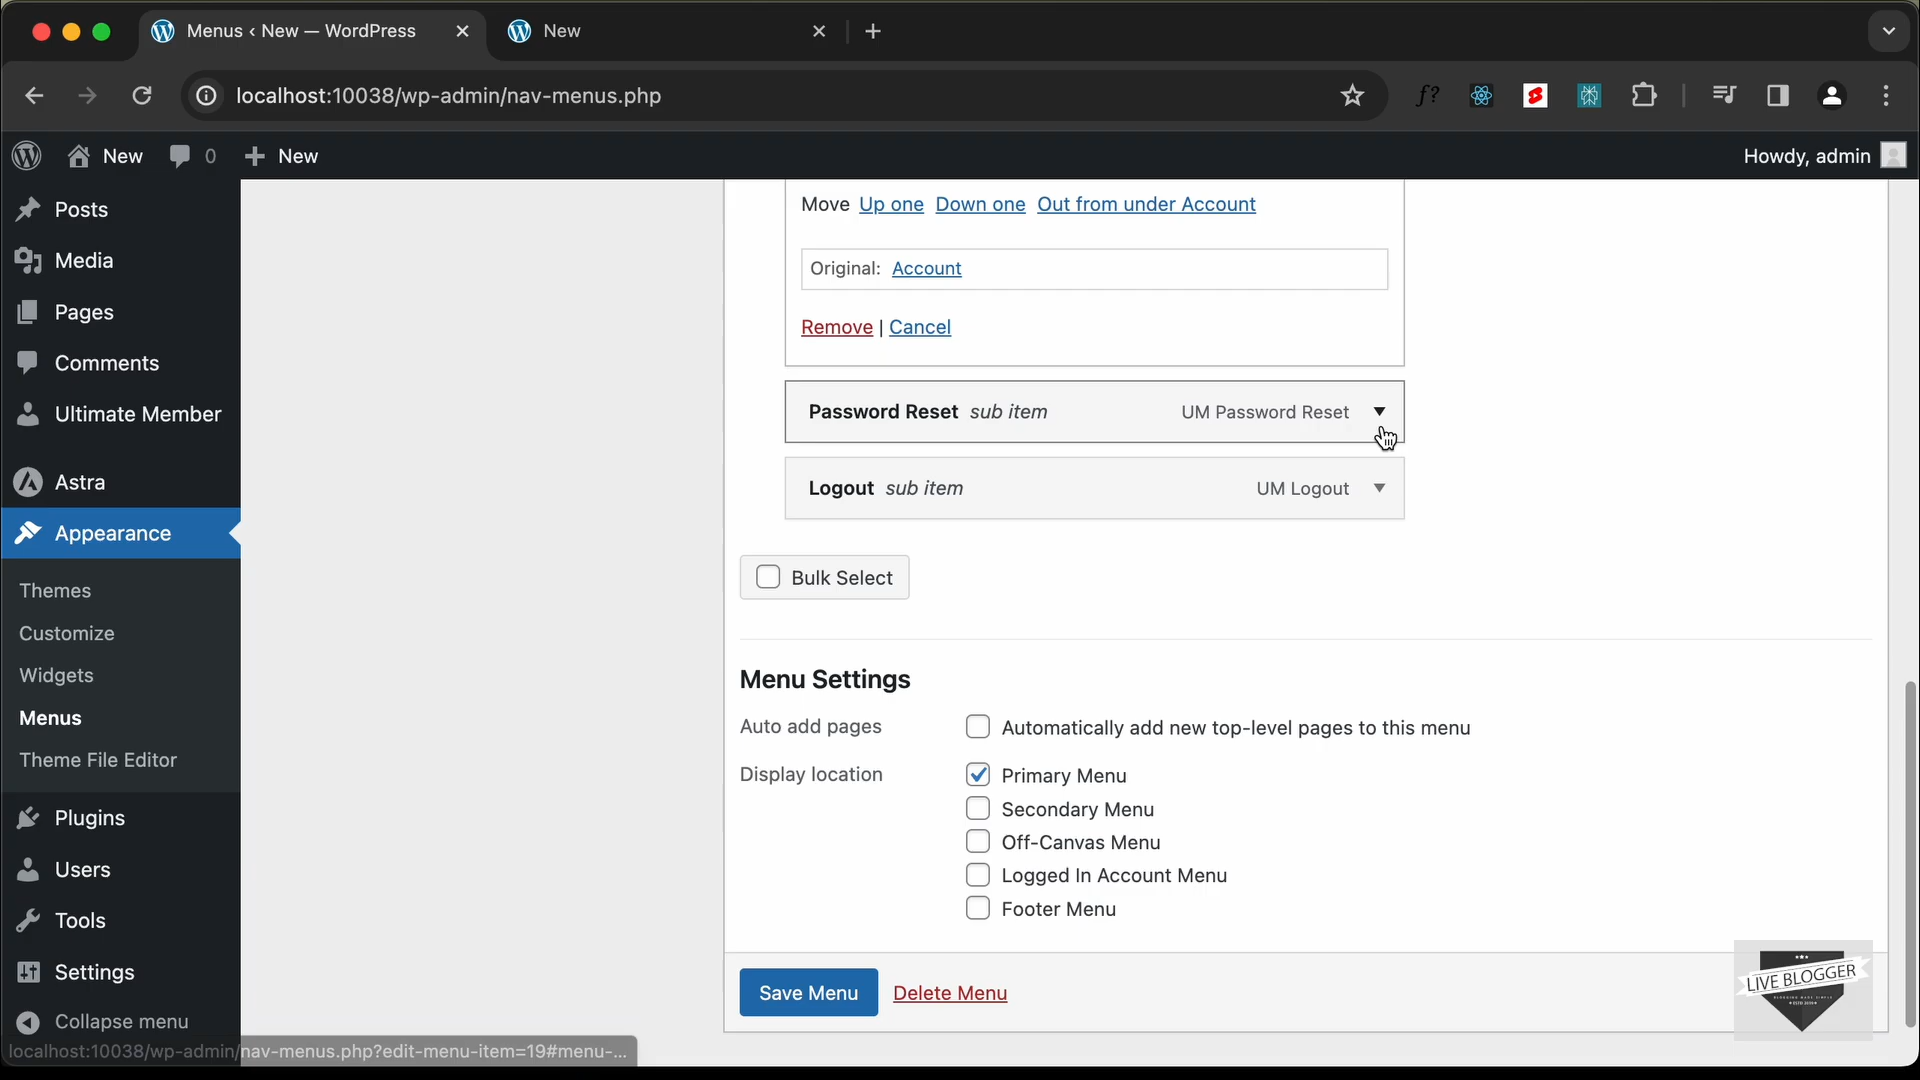 Menus ‹ New — WordPress
New
localhost:10038/wp-admin/nav-menus.php
f?
New
0
New
Howdy, admin
Posts
Media
Pages
Comments
Ultimate Member
Astra
Appearance
Themes
Customize
Widgets
Menus
Theme File Editor
Plugins
Users
Tools
Settings
Collapse menu
localhost:10038/wp-admin/nav-menus.php?edit-menu-item=19#menu-...
Move Up one Down one Out from under Account
Original: Account
Remove | Cancel
Password Reset sub item UM Password Reset
Logout sub item UM Logout
Bulk Select
Menu Settings
Auto add pages Automatically add new top-level pages to this menu
Display location Primary Menu
Secondary Menu
Off-Canvas Menu
Logged In Account Menu
Footer Menu
Save Menu Delete Menu
LIVE BLOGGER